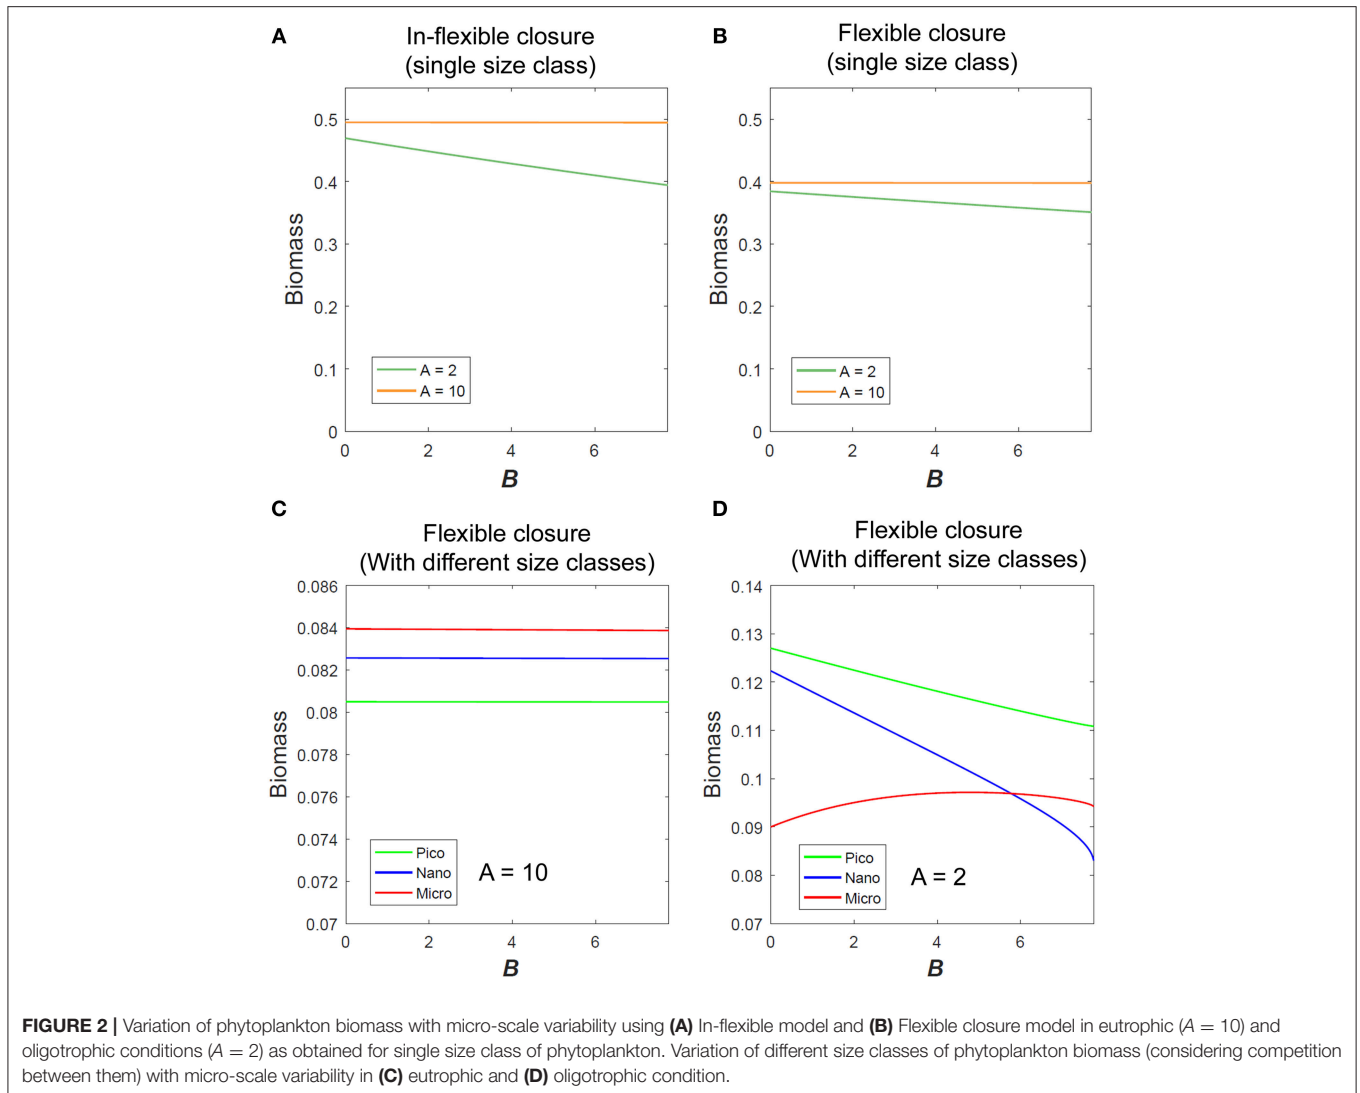 A
In-flexible closure
(single size class)
0.5
0.4
0.3
0.2
0.1
0
Biomass
A = 2
A = 10
0 2 4 6
B
B
Flexible closure
(single size class)
0.5
0.4
0.3
0.2
0.1
0
Biomass
A = 2
A = 10
0 2 4 6
B
C
Flexible closure
(With different size classes)
0.086
0.084
0.082
0.08
0.078
0.076
0.074
0.072
0.07
Biomass
Pico
Nano
Micro
A = 10
0 2 4 6
B
D
Flexible closure
(With different size classes)
0.14
0.13
0.12
0.11
0.1
0.09
0.08
0.07
Biomass
Pico
Nano
Micro
A = 2
0 2 4 6
B
FIGURE 2 | Variation of phytoplankton biomass with micro-scale variability using (A) In-flexible model and (B) Flexible closure model in eutrophic (A = 10) and
oligotrophic conditions (A = 2) as obtained for single size class of phytoplankton. Variation of different size classes of phytoplankton biomass (considering competition
between them) with micro-scale variability in (C) eutrophic and (D) oligotrophic condition.